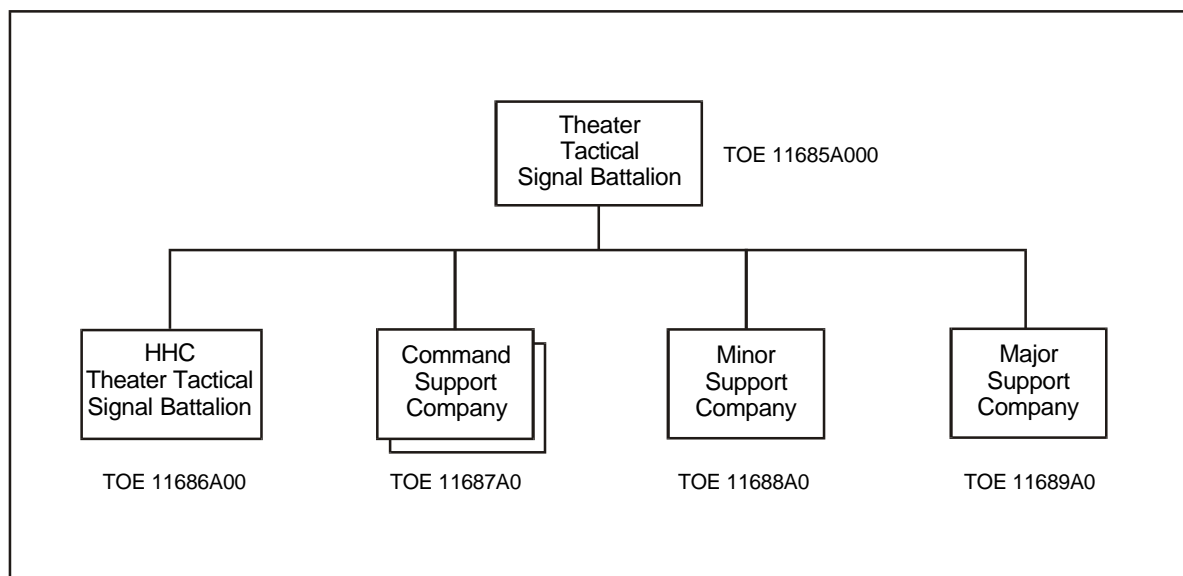 Theater
Tactical
Signal Battalion
TOE 11685A000
HHC
Theater Tactical
Signal Battalion
TOE 11686A00
Command
Support
Company
TOE 11687A0
Minor
Support
Company
TOE 11688A0
Major
Support
Company
TOE 11689A0